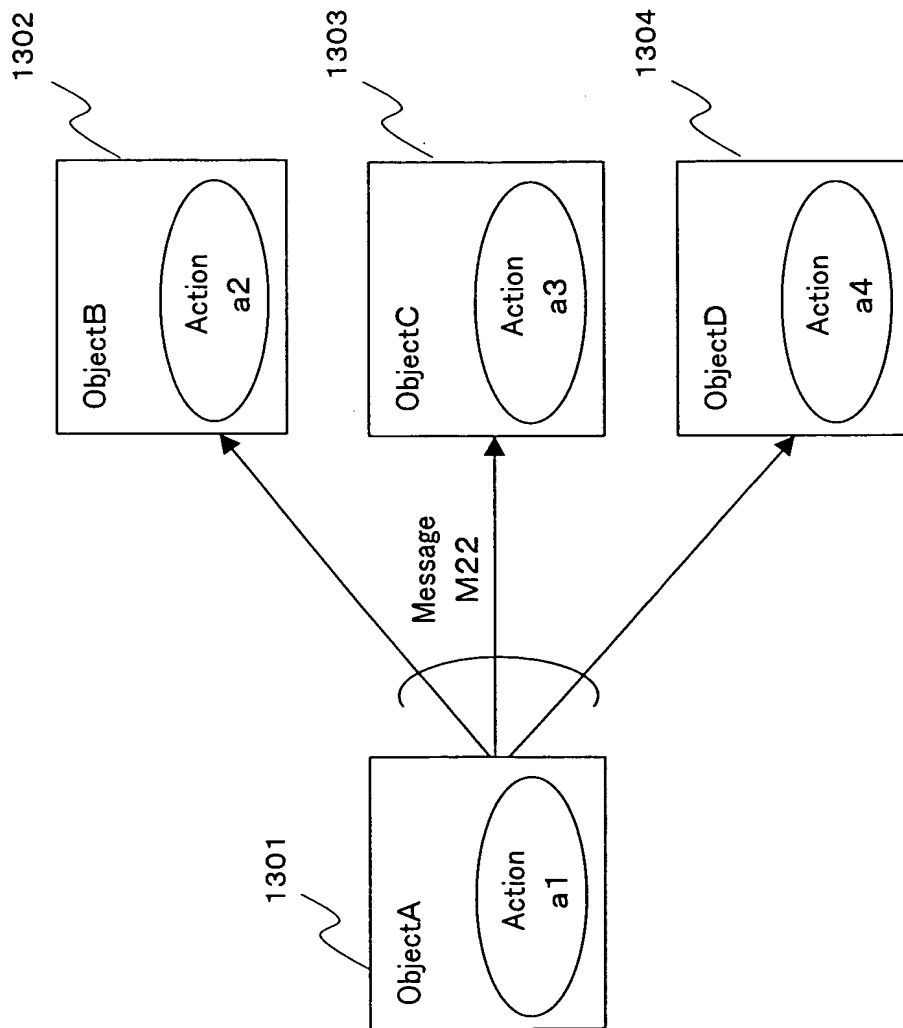 1301
ObjectA
Action
a1
Message
M22
1302
ObjectB
Action
a2
1303
ObjectC
Action
a3
1304
ObjectD
Action
a4